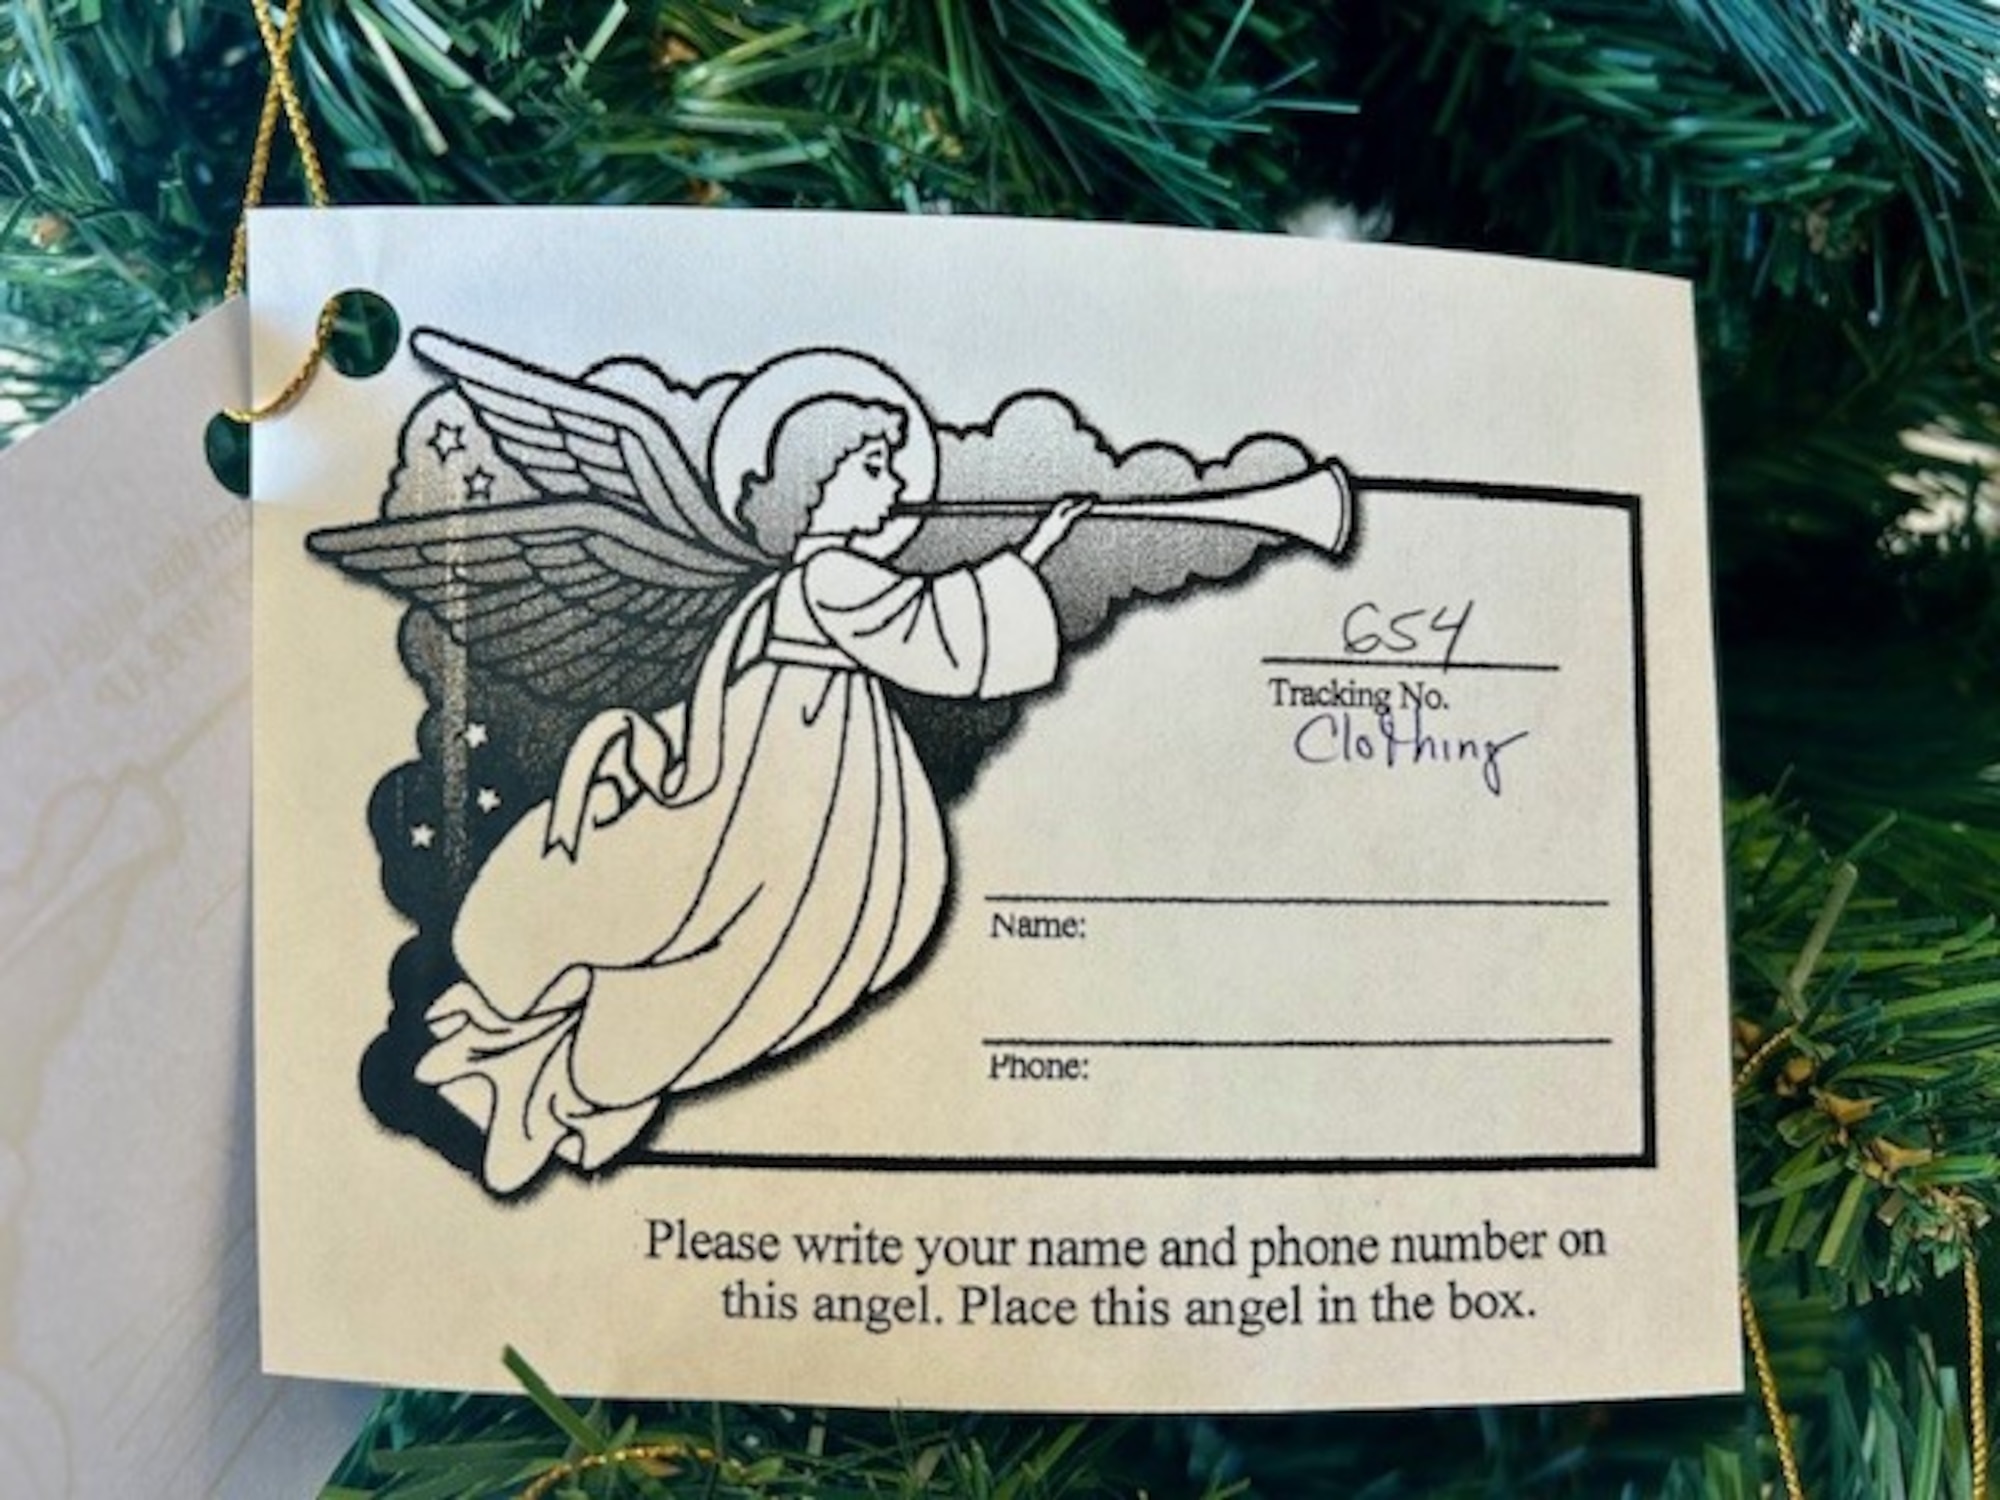 654
Tracking No.
Clothing
Name:
Phone:
Please write your name and phone number on
this angel. Place this angel in the box.